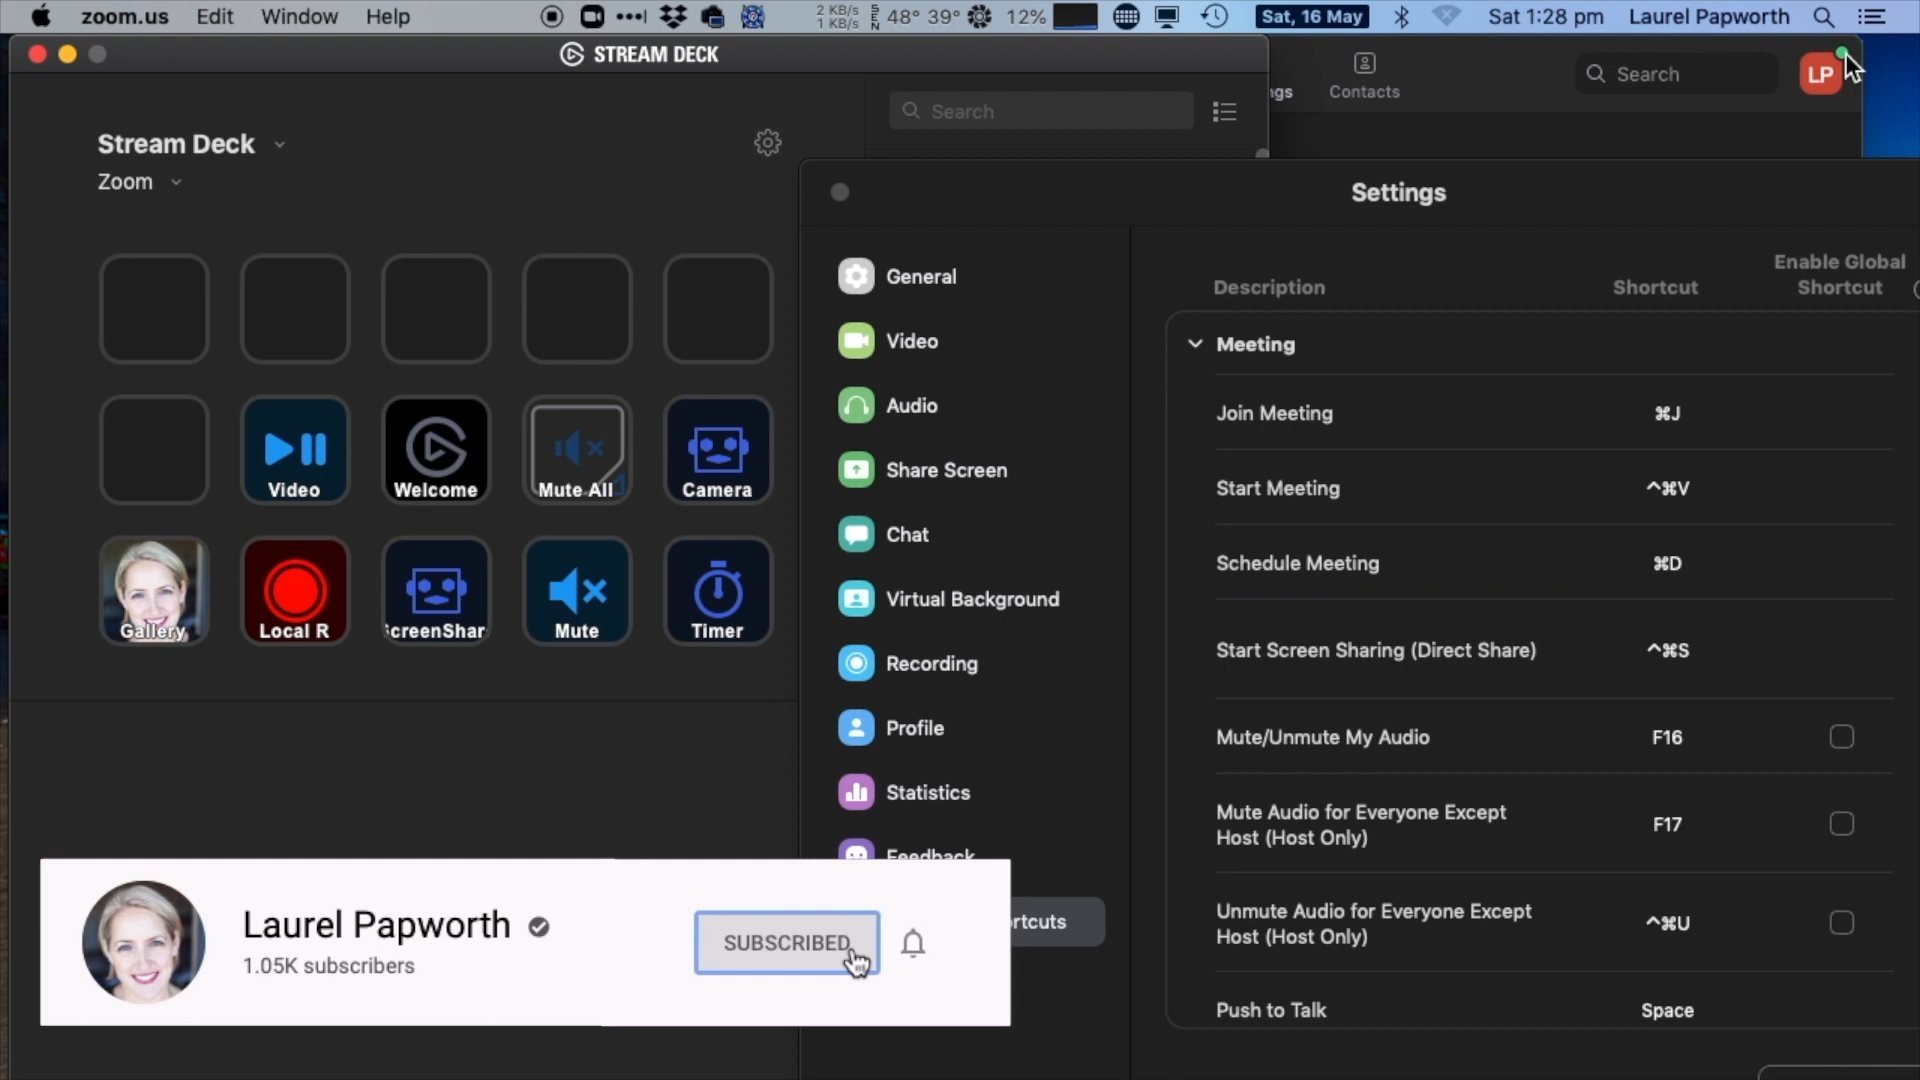 zoom.us Edit Window Help
2 KB/s
1 KB/s
SEN 48° 39° 12% Sat, 16 May Sat 1:28 pm Laurel Papworth
STREAM DECK
Contacts
Search
LP
Search
Stream Deck
Zoom
Settings
General
Video
Audio
Share Screen
Chat
Virtual Background
Recording
Profile
Statistics
Feedback
rtcuts
Description Shortcut Enable Global
Shortcut
Meeting
Join Meeting ⌘J
Start Meeting ^⌘V
Schedule Meeting ⌘D
Start Screen Sharing (Direct Share) ^⌘S
Mute/Unmute My Audio F16
Mute Audio for Everyone Except
Host (Host Only) F17
Unmute Audio for Everyone Except
Host (Host Only) ^⌘U
Push to Talk Space
Video Welcome Mute All Camera
Gallery Local R ScreenShar Mute Timer
Laurel Papworth
1.05K subscribers
SUBSCRIBED